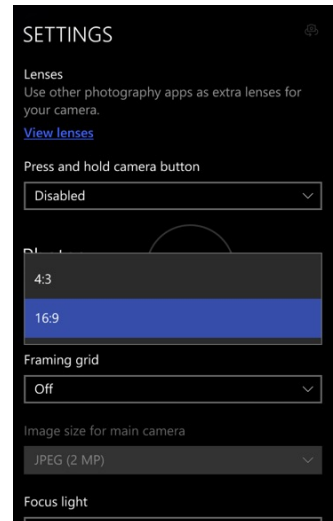 SETTINGS
Lenses
Use other photography apps as extra lenses for
your camera.
View lenses
Press and hold camera button
Disabled
4:3
16:9
Framing grid
Off
Image size for main camera
JPEG (2 MP)
Focus light